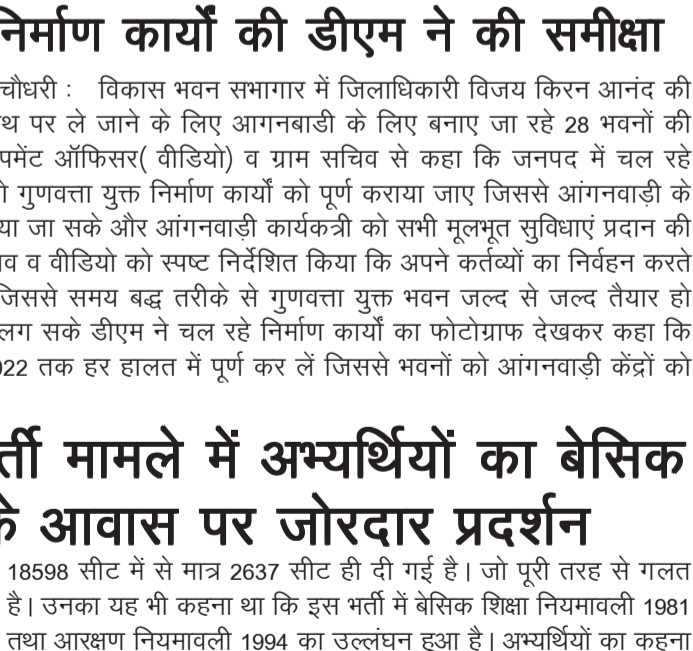 निर्माण कार्यों की डीएम ने की समीक्षा
चौधरी : विकास भवन सभागार में जिलाधिकारी विजय किरन आनंद की
थ पर ले जाने के लिए आगनबाडी के लिए बनाए जा रहे 28 भवनों की
पमेंट ऑफिसर( वीडियो) व ग्राम सचिव से कहा कि जनपद में चल रहे
गुणवत्ता युक्त निर्माण कार्यों को पूर्ण कराया जाए जिससे आंगनवाड़ी के
या जा सके और आंगनवाड़ी कार्यकत्री को सभी मूलभूत सुविधाएं प्रदान की
व व वीडियो को स्पष्ट निर्देशित किया कि अपने कर्तव्यों का निर्वहन करते
जिससे समय बद्ध तरीके से गुणवत्ता युक्त भवन जल्द से जल्द तैयार हो
लग सके डीएम ने चल रहे निर्माण कार्यों का फोटोग्राफ देखकर कहा कि
022 तक हर हालत में पूर्ण कर लें जिससे भवनों को आंगनवाड़ी केंद्रों को
र्ती मामले में अभ्यर्थियों का बेसिक
के आवास पर जोरदार प्रदर्शन
18598 सीट में से मात्र 2637 सीट ही दी गई है। जो पूरी तरह से गलत
है। उनका यह भी कहना था कि इस भर्ती में बेसिक शिक्षा नियमावली 1981
तथा आरक्षण नियमावली 1994 का उल्लंघन हुआ है। अभ्यर्थियों का कहना